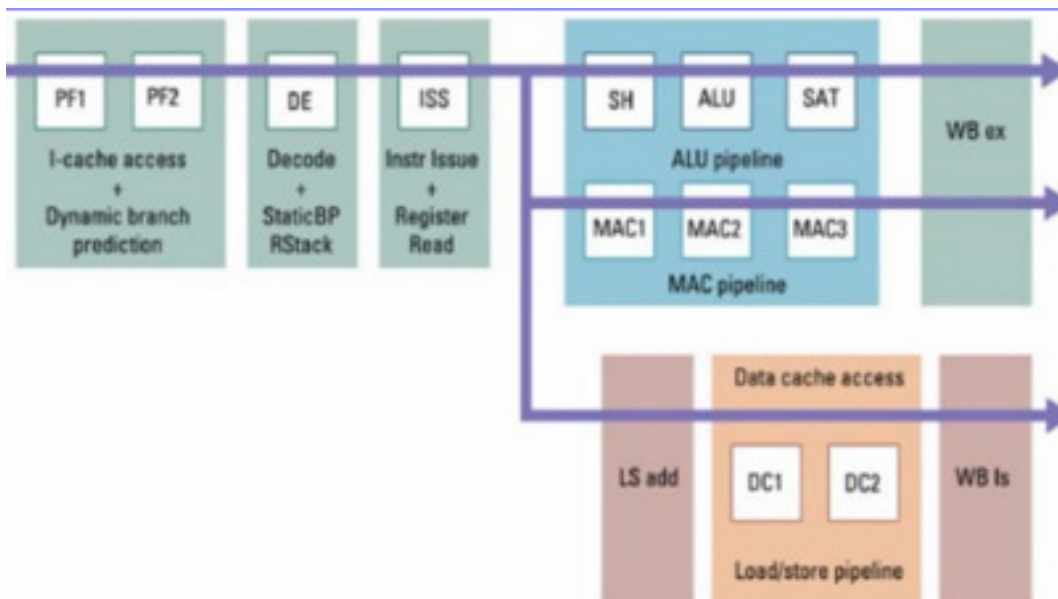 PF1
PF2
I-cache access
+
Dynamic branch
prediction
DE
Decode
+
StaticBP
RStack
ISS
Instr Issue
+
Register
Read
SH
ALU
SAT
ALU pipeline
MAC1
MAC2
MAC3
MAC pipeline
WB ex
LS add
Data cache access
DC1
DC2
Load/store pipeline
WB ls